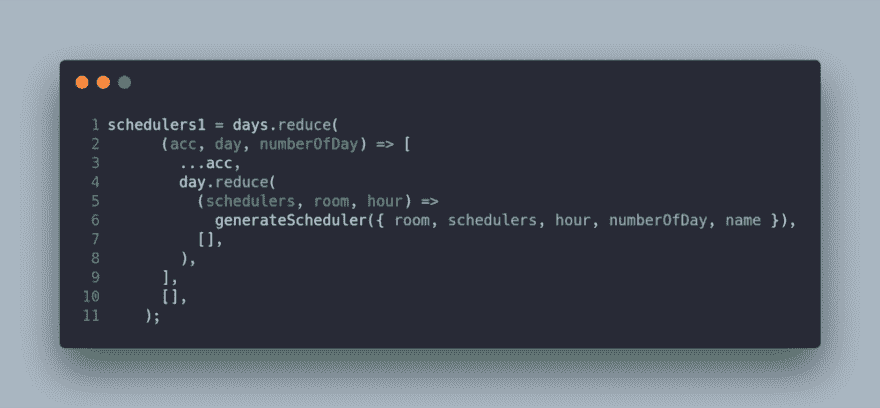 1 schedulers1 = days.reduce(
2 (acc, day, numberOfDay) => [
3 ...acc,
4 day.reduce(
5 (schedulers, room, hour) =>
6 generateScheduler({ room, schedulers, hour, numberOfDay, name }),
7 [],
8 ),
9 ],
10 [],
11 );